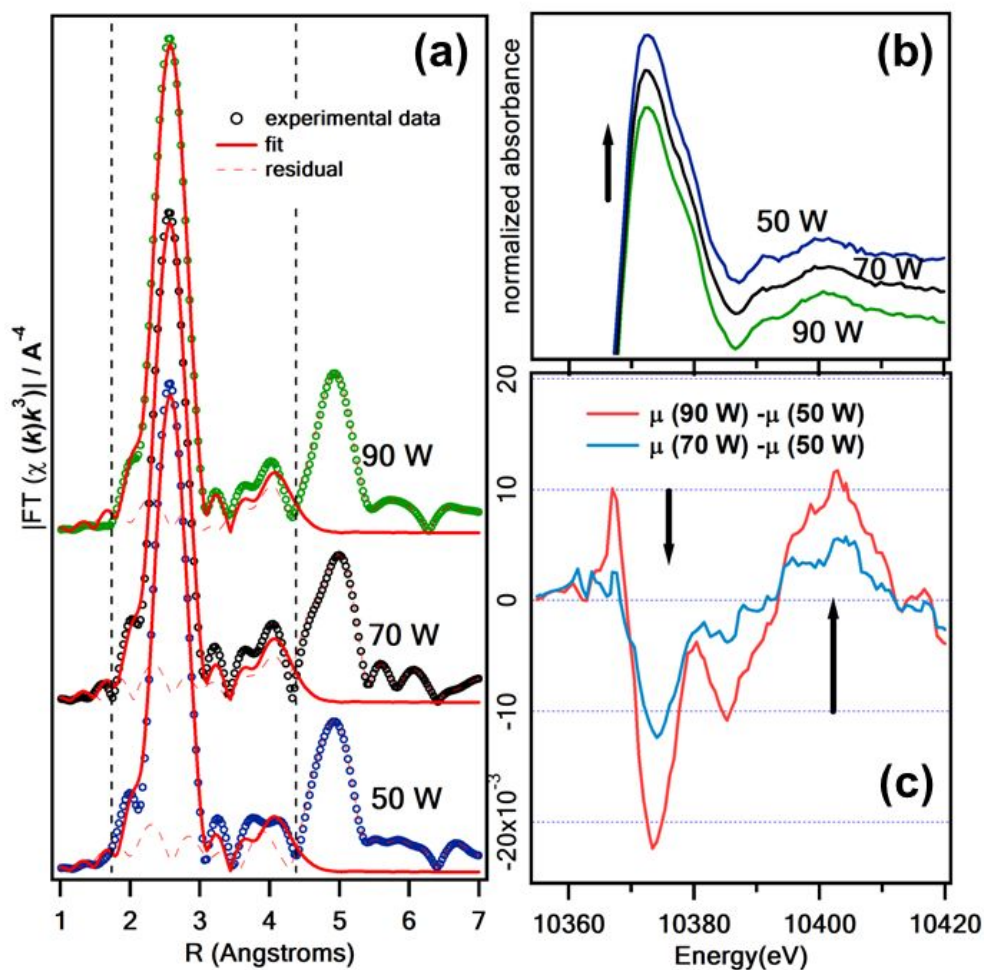 (a)
experimental data
fit
residual
90 W
70 W
50 W
|FT (χ (k)k³)| / A⁻⁴
1 2 3 4 5 6 7
R (Angstroms)
(b)
normalized absorbance
50 W
70 W
90 W
μ (90 W) -μ (50 W)
μ (70 W) -μ (50 W)
20
10
0
-10
-20x10⁻³
(c)
10360 10380 10400 10420
Energy(eV)